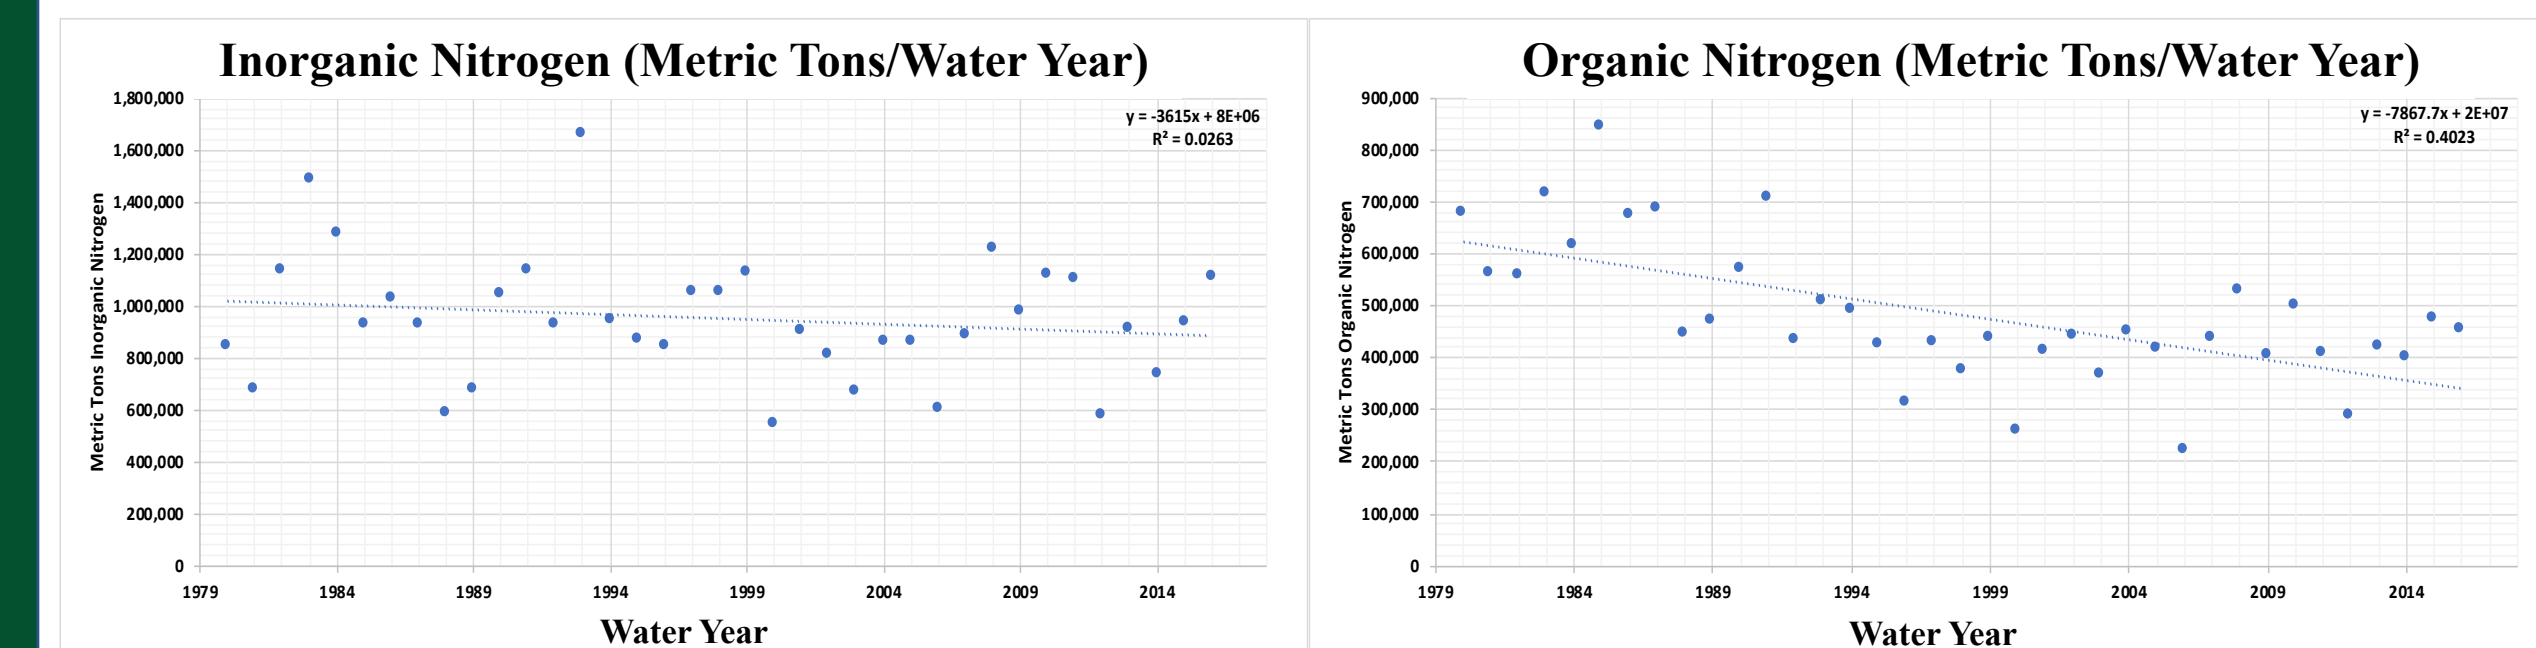 Inorganic Nitrogen (Metric Tons/Water Year)
y = -3615x + 8E+06
R² = 0.0263
Metric Tons Inorganic Nitrogen
1,800,000
1,600,000
1,400,000
1,200,000
1,000,000
800,000
600,000
400,000
200,000
0
1979 1984 1989 1994 1999 2004 2009 2014
Water Year
Organic Nitrogen (Metric Tons/Water Year)
y = -7867.7x + 2E+07
R² = 0.4023
Metric Tons Organic Nitrogen
900,000
800,000
700,000
600,000
500,000
400,000
300,000
200,000
100,000
0
1979 1984 1989 1994 1999 2004 2009 2014
Water Year